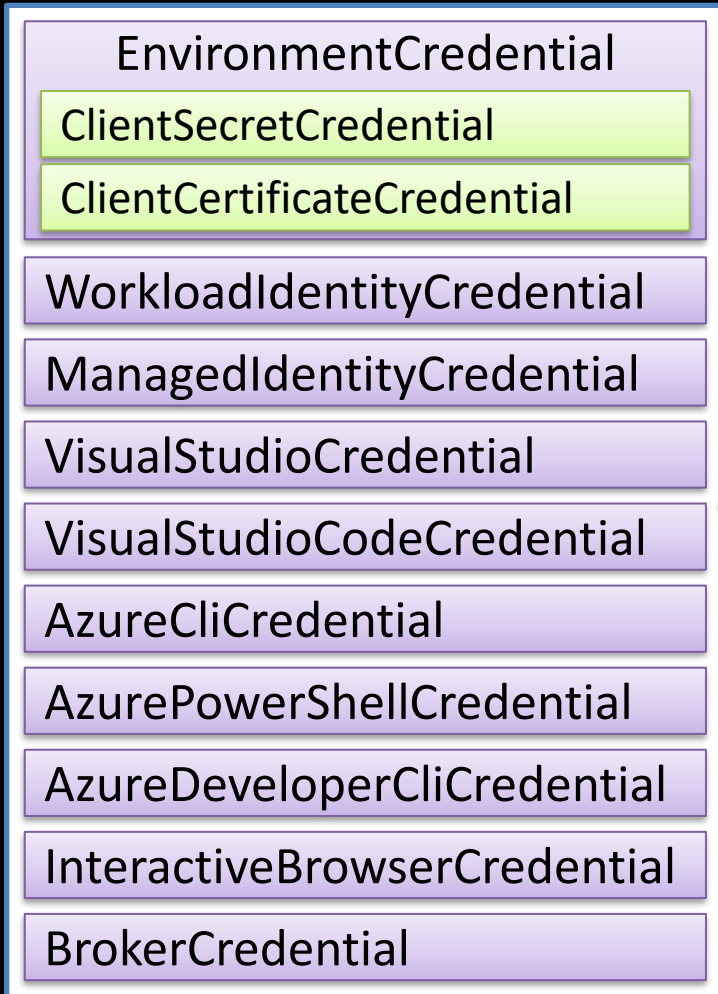 EnvironmentCredential
ClientSecretCredential
ClientCertificateCredential
WorkloadIdentityCredential
ManagedIdentityCredential
VisualStudioCredential
VisualStudioCodeCredential
AzureCliCredential
AzurePowerShellCredential
AzureDeveloperCliCredential
InteractiveBrowserCredential
BrokerCredential